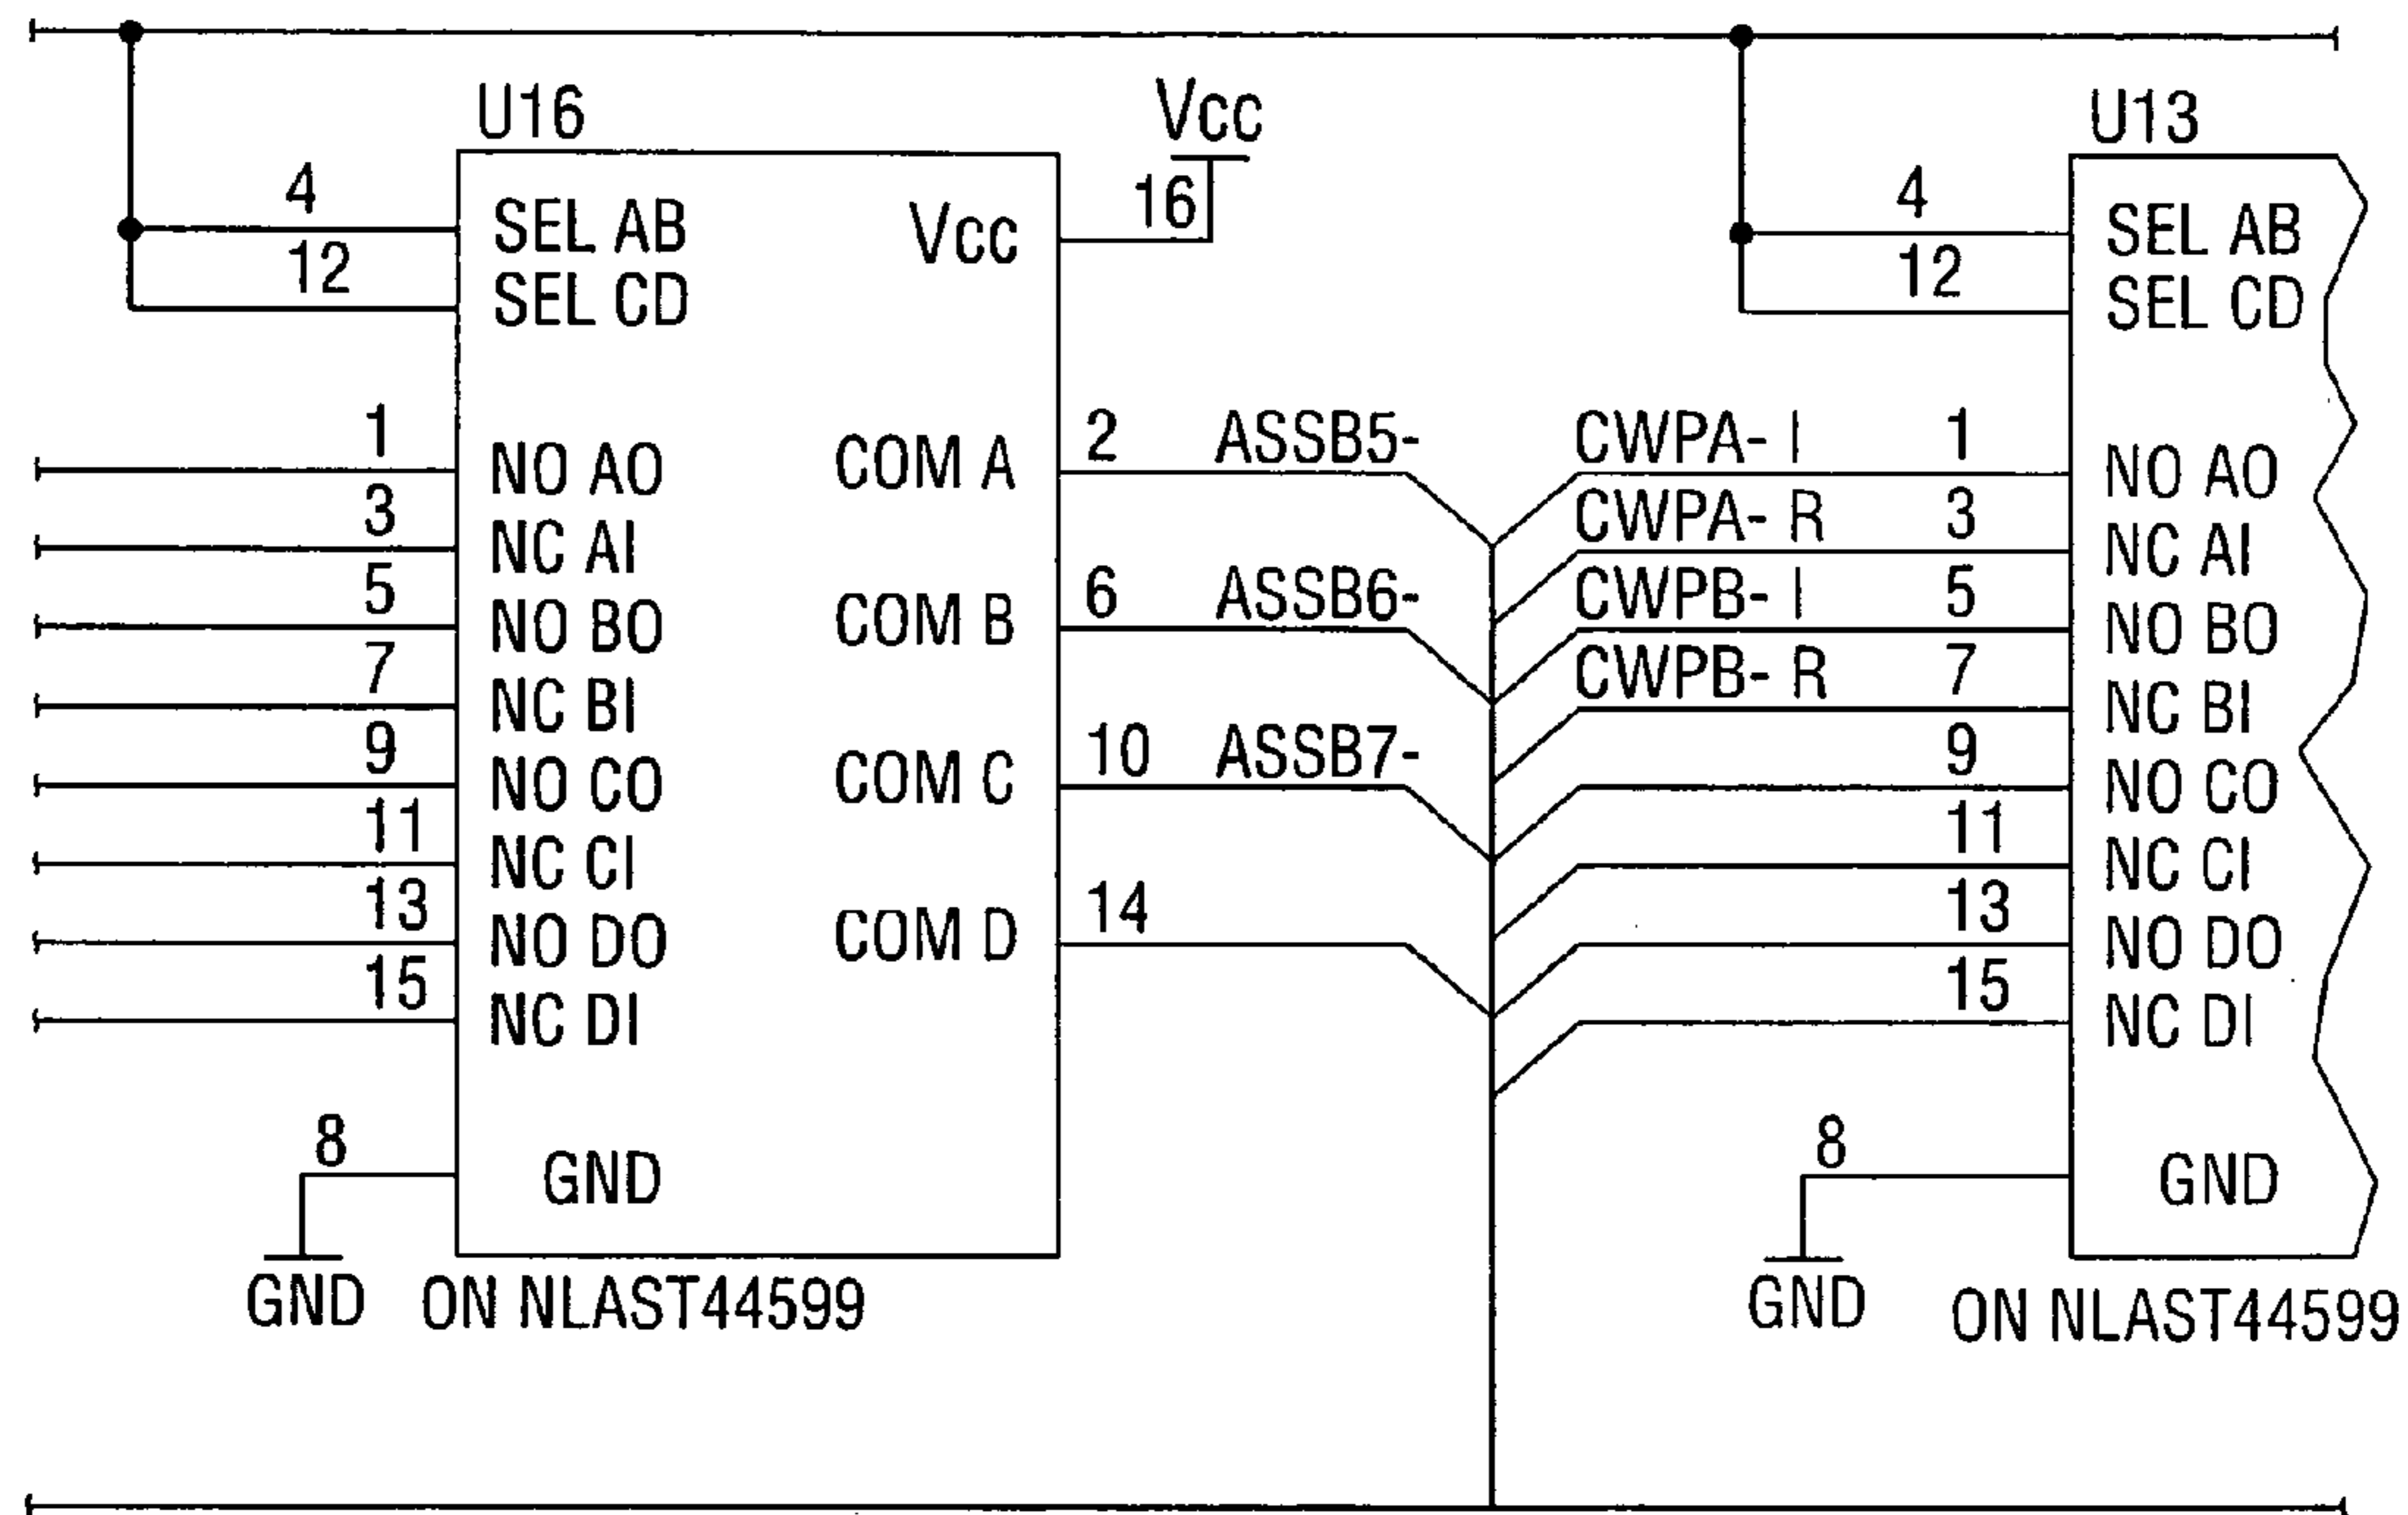 U16
Vcc
U13
4
SEL AB
Vcc
16
4
SEL AB
12
SEL CD
12
SEL CD
1
NO AO
COM A
2
ASSB5-
CWPA- I
1
NO AO
3
NC AI
CWPA- R
3
NC AI
5
NO BO
COM B
6
ASSB6-
CWPB- I
5
NO BO
7
NC BI
CWPB- R
7
NC BI
9
NO CO
COM C
10
ASSB7-
9
NO CO
11
NC CI
11
NC CI
13
NO DO
COM D
14
13
NO DO
15
NC DI
15
NC DI
8
GND
8
GND
GND
ON NLAST44599
GND
ON NLAST44599